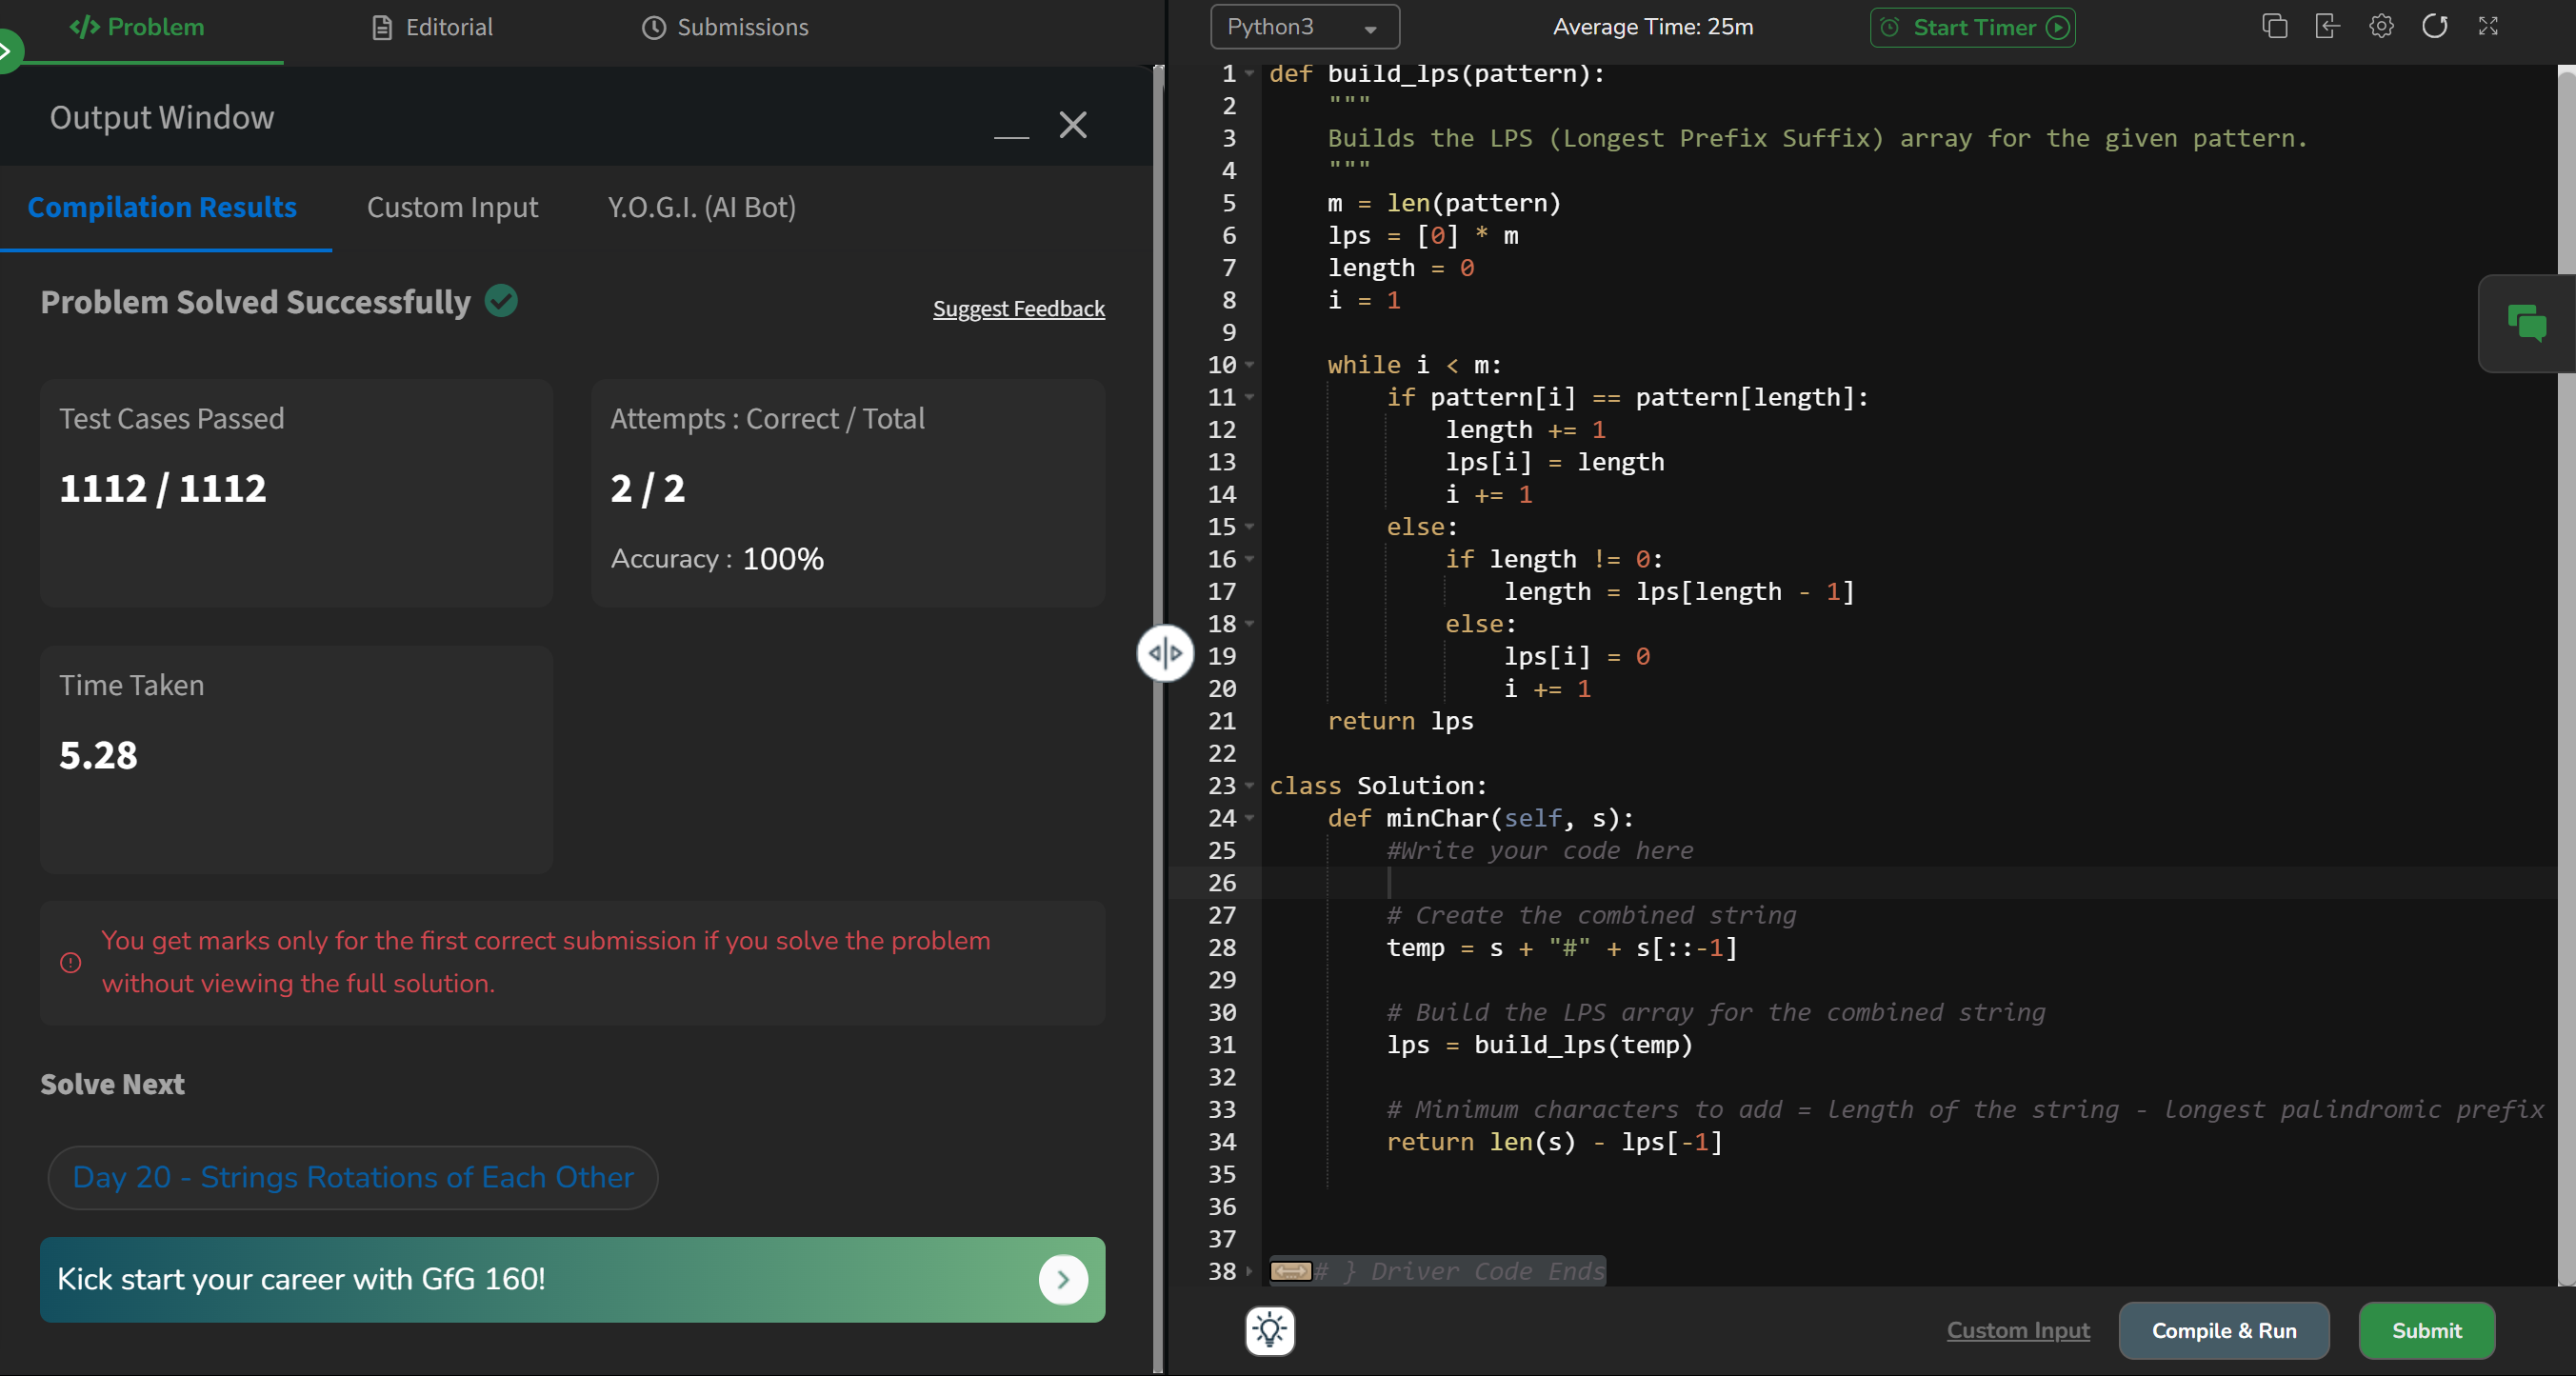 </> Problem
Editorial
Submissions
Output Window
Compilation Results
Custom Input
Y.O.G.I. (AI Bot)
Problem Solved Successfully
Suggest Feedback
Test Cases Passed
1112 / 1112
Attempts : Correct / Total
2 / 2
Accuracy : 100%
Time Taken
5.28
You get marks only for the first correct submission if you solve the problem
without viewing the full solution.
Solve Next
Day 20 - Strings Rotations of Each Other
Kick start your career with GfG 160!
Python3
Average Time: 25m
Start Timer
1 def build_lps(pattern):
2     """
3     Builds the LPS (Longest Prefix Suffix) array for the given pattern.
4     """
5     m = len(pattern)
6     lps = [0] * m
7     length = 0
8     i = 1
9
10     while i < m:
11         if pattern[i] == pattern[length]:
12             length += 1
13             lps[i] = length
14             i += 1
15         else:
16             if length != 0:
17                 length = lps[length - 1]
18             else:
19                 lps[i] = 0
20                 i += 1
21     return lps
22
23 class Solution:
24     def minChar(self, s):
25         #Write your code here
26
27         # Create the combined string
28         temp = s + "#" + s[::-1]
29
30         # Build the LPS array for the combined string
31         lps = build_lps(temp)
32
33         # Minimum characters to add = length of the string - longest palindromic prefix
34         return len(s) - lps[-1]
35
36
37
38 # } Driver Code Ends
Custom Input
Compile & Run
Submit